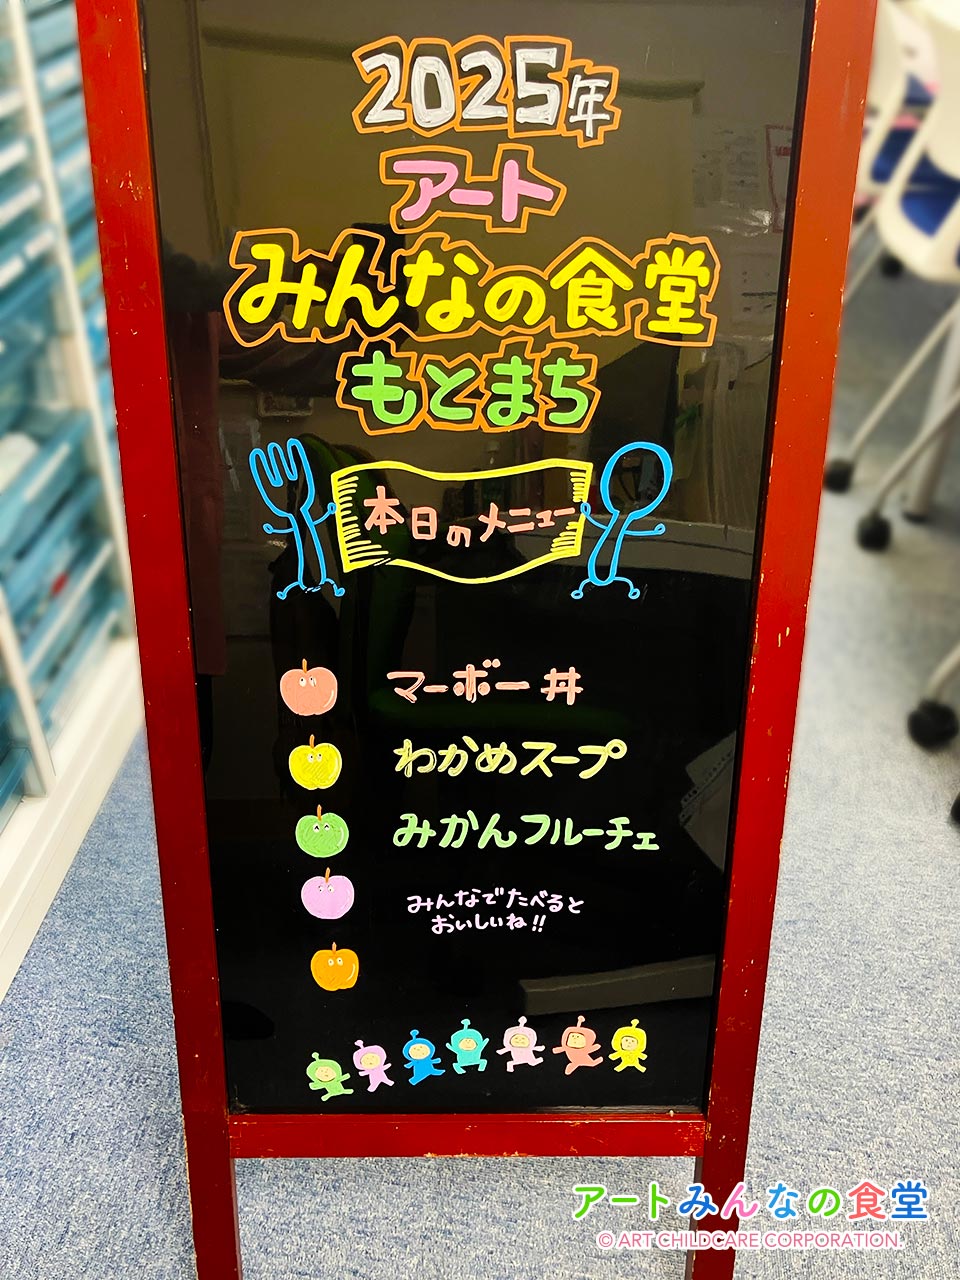 2025年
アート
みんなの食堂
もとまち
本日のメニュー
マーボー丼
わかめスープ
みかんフルーチェ
みんなでたべると
おいしいね!!
アートみんなの食堂
© ART CHILDCARE CORPORATION.